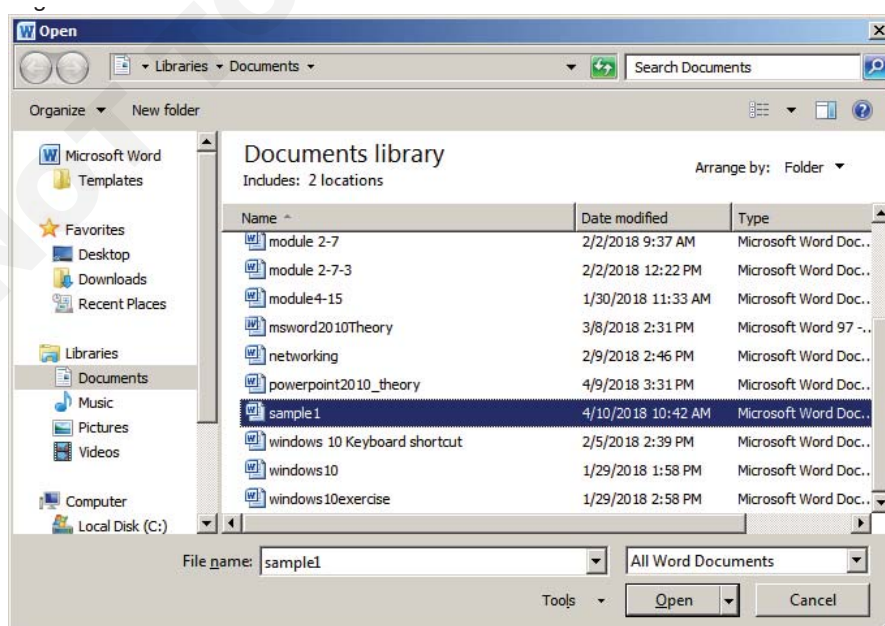 Open
Libraries Documents
Search Documents
Organize New folder
Microsoft Word
Templates
Favorites
Desktop
Downloads
Recent Places
Libraries
Documents
Music
Pictures
Videos
Computer
Local Disk (C:)
Documents library
Includes: 2 locations
Arrange by: Folder
Name Date modified Type
module 2-7 2/2/2018 9:37 AM Microsoft Word Doc..
module 2-7-3 2/2/2018 12:22 PM Microsoft Word Doc..
module4-15 1/30/2018 11:33 AM Microsoft Word Doc..
msword2010Theory 3/8/2018 2:31 PM Microsoft Word 97 -..
networking 2/9/2018 2:46 PM Microsoft Word Doc..
powerpoint2010_theory 4/9/2018 3:31 PM Microsoft Word Doc..
sample1 4/10/2018 10:42 AM Microsoft Word Doc..
windows 10 Keyboard shortcut 2/5/2018 2:39 PM Microsoft Word Doc..
windows10 1/29/2018 1:58 PM Microsoft Word Doc..
windows10exercise 1/29/2018 2:58 PM Microsoft Word Doc..
File name: sample1 All Word Documents
Tools Open Cancel